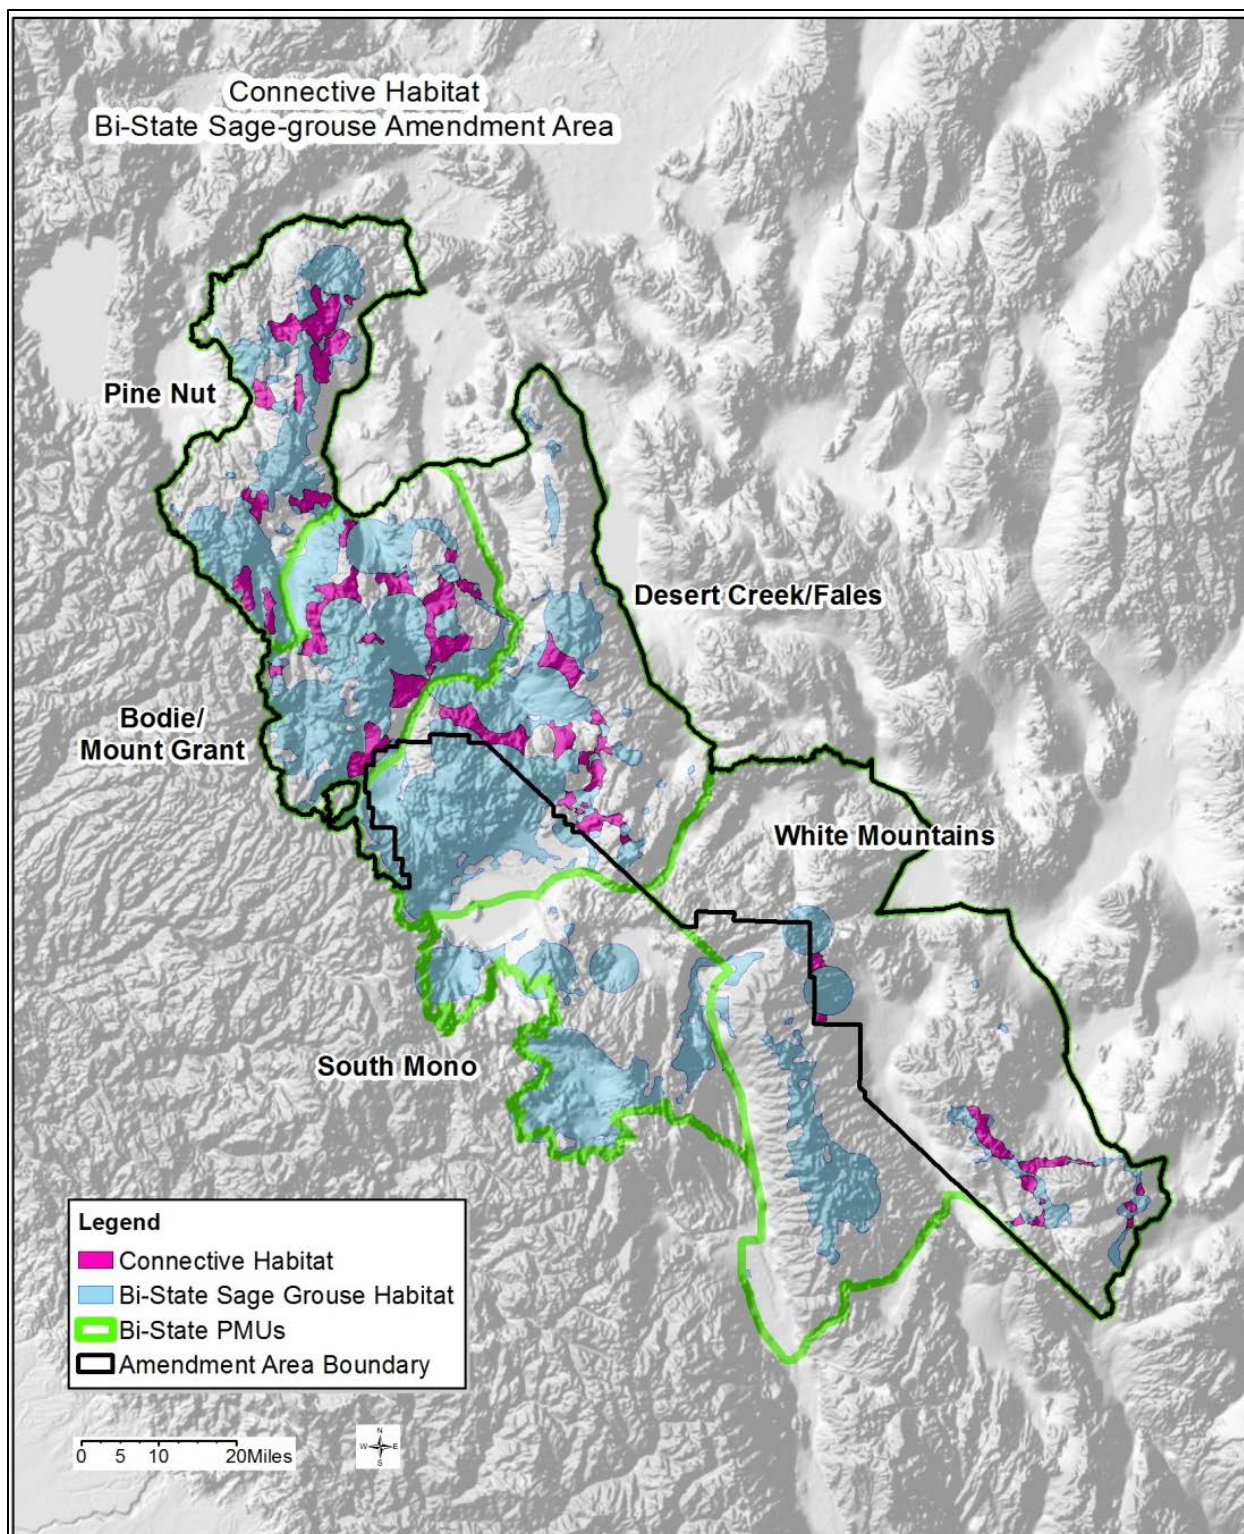 Connective Habitat
Bi-State Sage-grouse Amendment Area
Pine Nut
Desert Creek/Fales
Bodie/
Mount Grant
White Mountains
South Mono
Legend
Connective Habitat
Bi-State Sage Grouse Habitat
Bi-State PMUs
Amendment Area Boundary
0 5 10 20Miles
N
W E
S